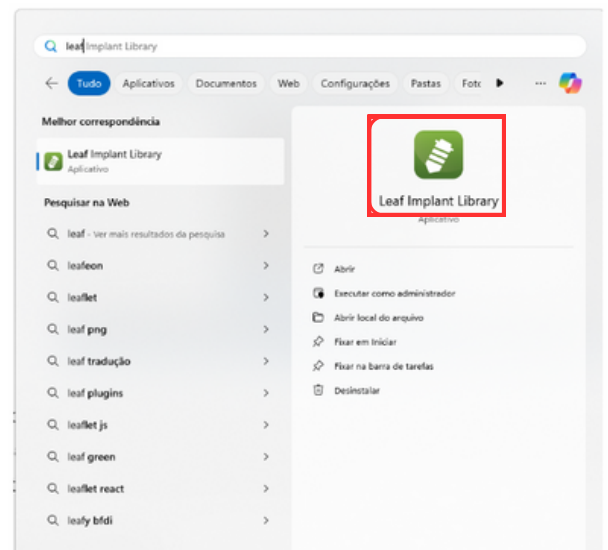 leaf Implant Library
Tudo Aplicativos Documentos Web Configurações Pastas Fotc ...
Melhor correspondência
Leaf Implant Library
Aplicativo
Pesquisar na Web
leaf - Ver mais resultados da pesquisa
leafeon
leaflet
leaf png
leaf tradução
leaf plugins
leaflet js
leaf green
leaflet react
leafy bfdi
Leaf Implant Library
Aplicativo
Abrir
Executar como administrador
Abrir local do arquivo
Fixar em Iniciar
Fixar na barra de tarefas
Desinstalar